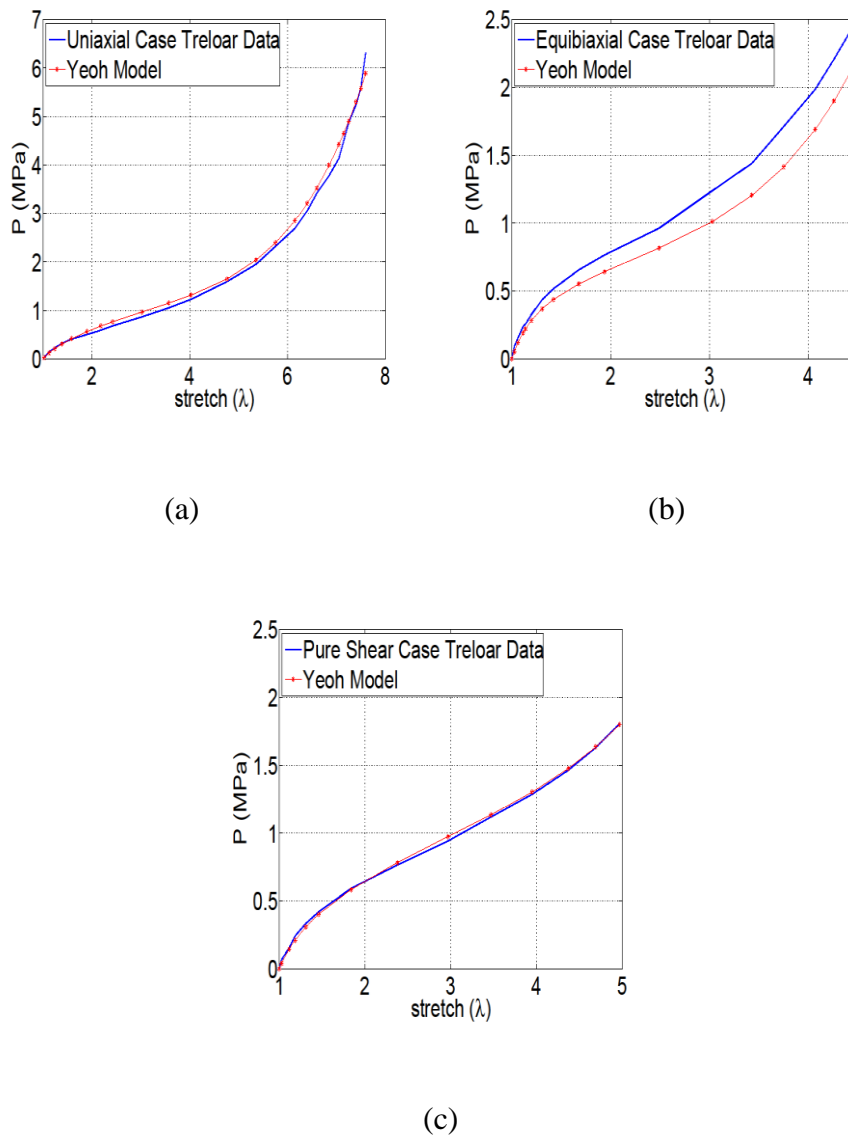 7
6
5
4
3
2
1
0
P (MPa)
Uniaxial Case Treloar Data
Yeoh Model
2 4 6 8
stretch (λ)
(a)
2.5
2
1.5
1
0.5
0
P (MPa)
Equibiaxial Case Treloar Data
Yeoh Model
1 2 3 4
stretch (λ)
(b)
2.5
2
1.5
1
0.5
0
P (MPa)
Pure Shear Case Treloar Data
Yeoh Model
1 2 3 4 5
stretch (λ)
(c)